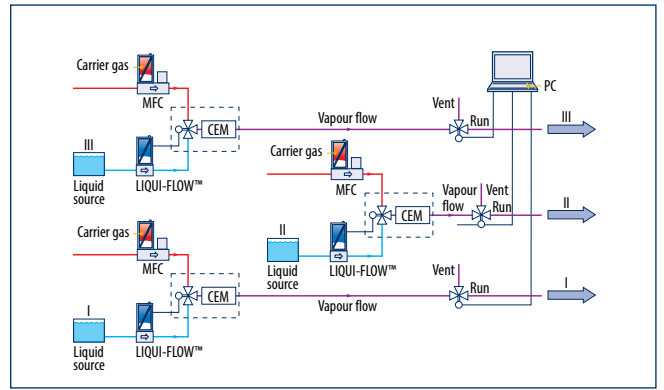 Carrier gas
MFC
III
Liquid
source
LIQUI-FLOW™
CEM
Vapour flow
Vent
Run
PC
III
Carrier gas
MFC
II
Liquid
source
LIQUI-FLOW™
CEM
Vapour
flow
Vent
Run
II
Carrier gas
MFC
I
Liquid
source
LIQUI-FLOW™
CEM
Vapour flow
Vent
Run
I